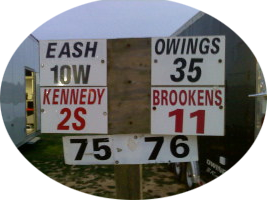 EASH
10W
KENNEDY
2S
OWINGS
35
BROOKENS
11
75 76